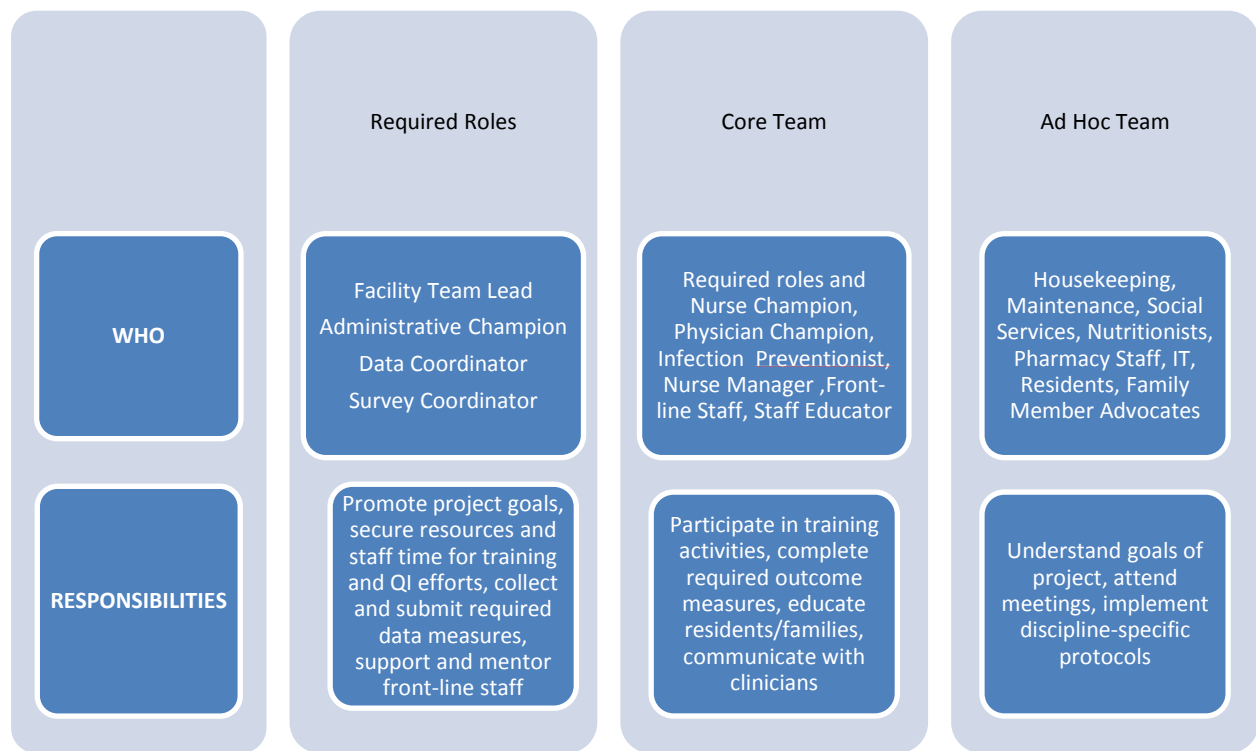 Required Roles
Core Team
Ad Hoc Team
WHO
Facility Team Lead
Administrative Champion
Data Coordinator
Survey Coordinator
Required roles and
Nurse Champion,
Physician Champion,
Infection  Preventionist,
Nurse Manager ,Front-
line Staff, Staff Educator
Housekeeping,
Maintenance, Social
Services, Nutritionists,
Pharmacy Staff, IT,
Residents, Family
Member Advocates
RESPONSIBILITIES
Promote project goals,
secure resources and
staff time for training
and QI efforts, collect
and submit required
data measures,
support and mentor
front-line staff
Participate in training
activities, complete
required outcome
measures, educate
residents/families,
communicate with
clinicians
Understand goals of
project, attend
meetings, implement
discipline-specific
protocols